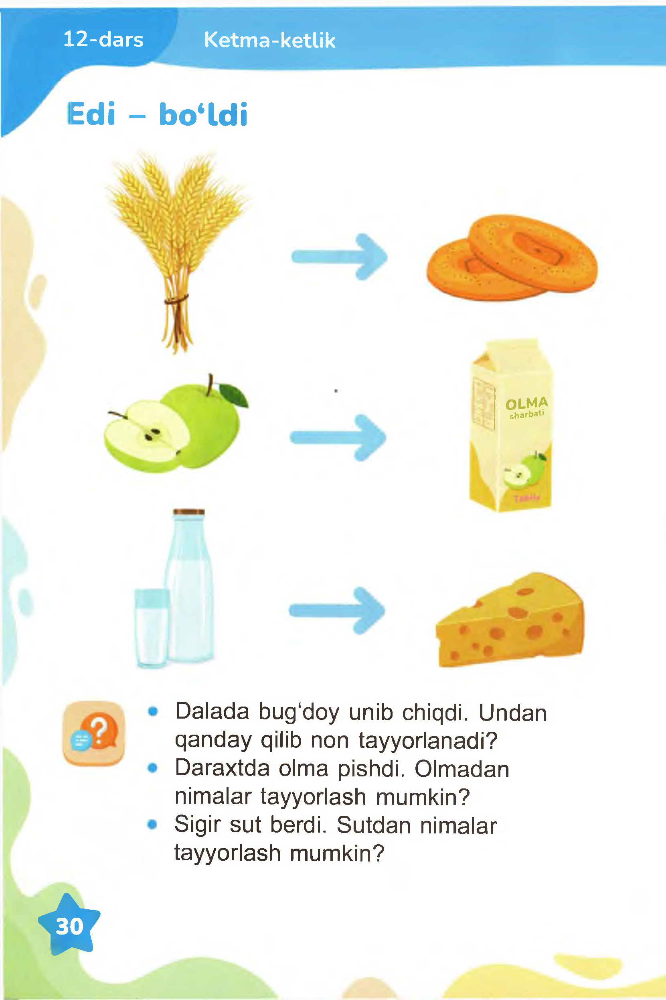 12-dars
Ketma-ketlik
Edi – bo‘ldi
OLMA
sharbati
Dalada bug‘doy unib chiqdi. Undan
qanday qilib non tayyorlanadi?
Daraxtda olma pishdi. Olmadan
nimalar tayyorlash mumkin?
Sigir sut berdi. Sutdan nimalar
tayyorlash mumkin?
30